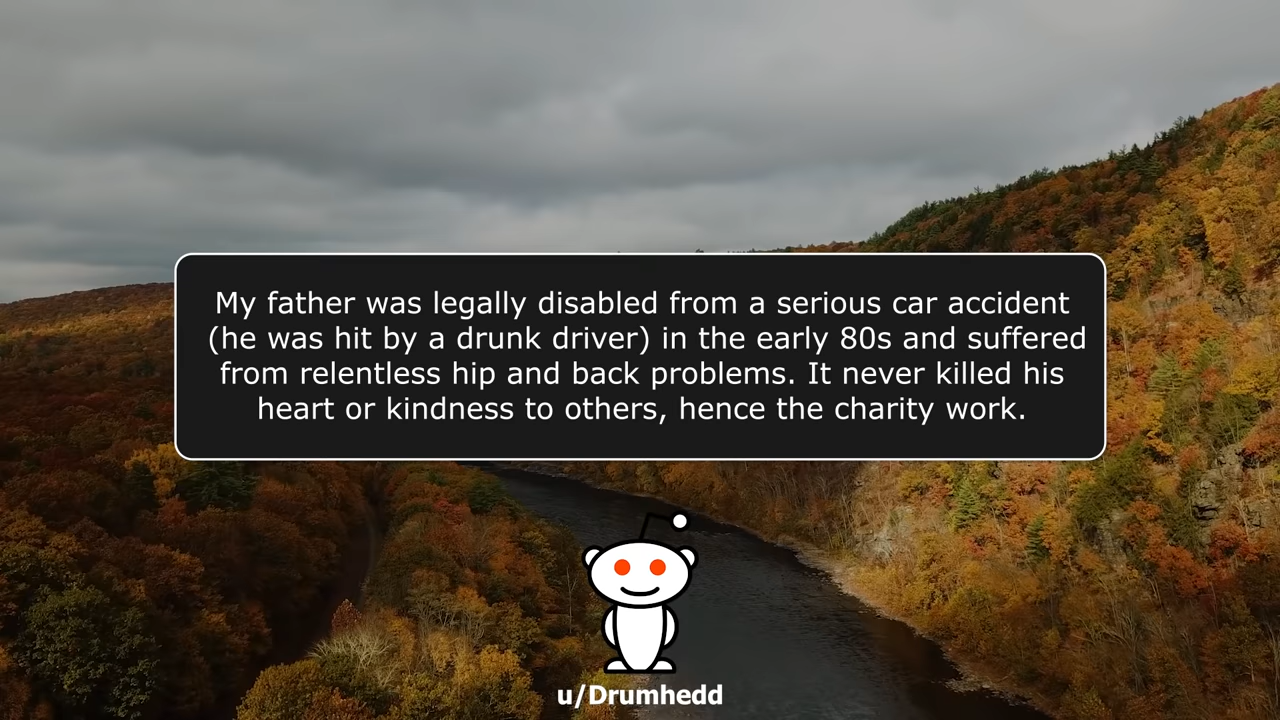 My father was legally disabled from a serious car accident
(he was hit by a drunk driver) in the early 80s and suffered
from relentless hip and back problems. It never killed his
heart or kindness to others, hence the charity work.
u/Drumhedd